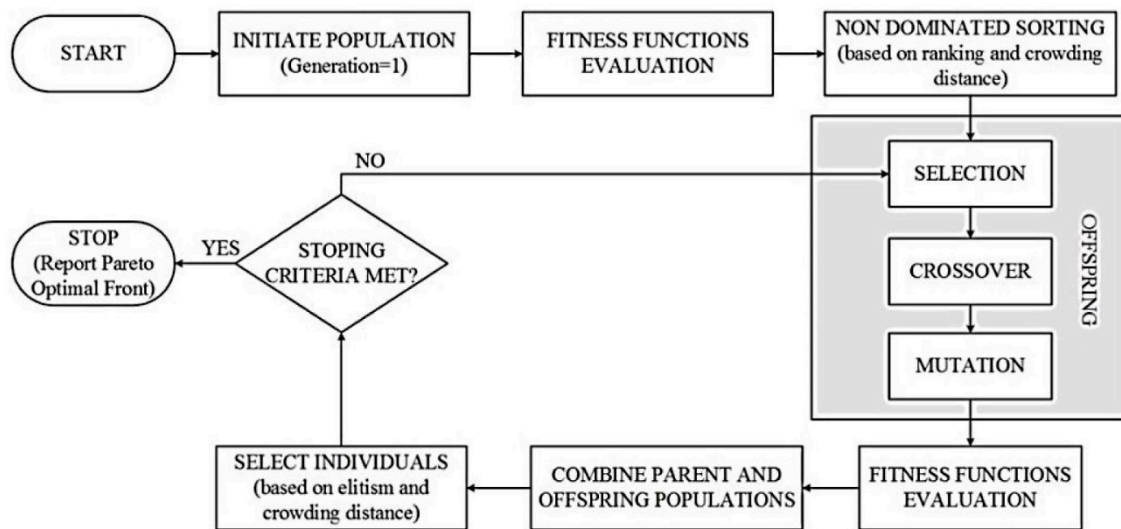 START
INITIATE POPULATION
(Generation=1)
FITNESS FUNCTIONS
EVALUATION
NON DOMINATED SORTING
(based on ranking and crowding
distance)
SELECTION
CROSSOVER
MUTATION
OFFSPRING
FITNESS FUNCTIONS
EVALUATION
COMBINE PARENT AND
OFFSPRING POPULATIONS
SELECT INDIVIDUALS
(based on elitism and
crowding distance)
STOPING
CRITERIA MET?
NO
YES
STOP
(Report Pareto
Optimal Front)